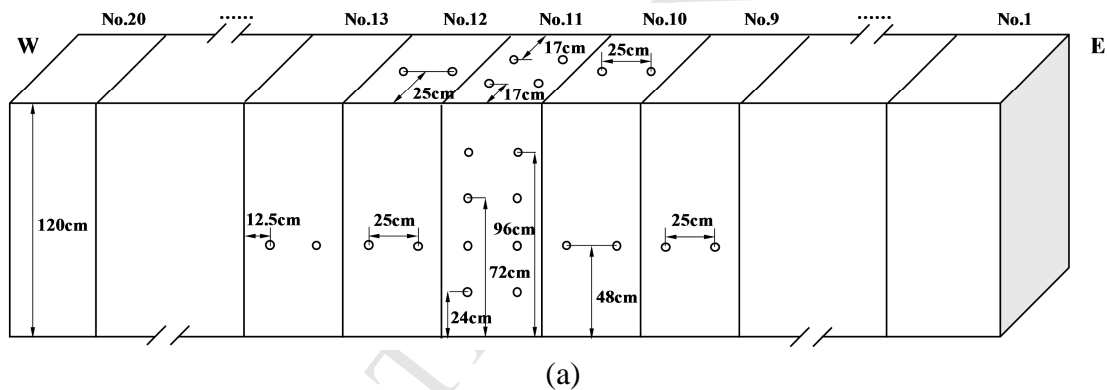 No.20 ...... No.13 No.12 No.11 No.10 No.9 ...... No.1
W E
17cm 25cm
25cm 17cm
120cm 12.5cm 25cm 96cm 25cm
72cm
24cm 48cm
(a)